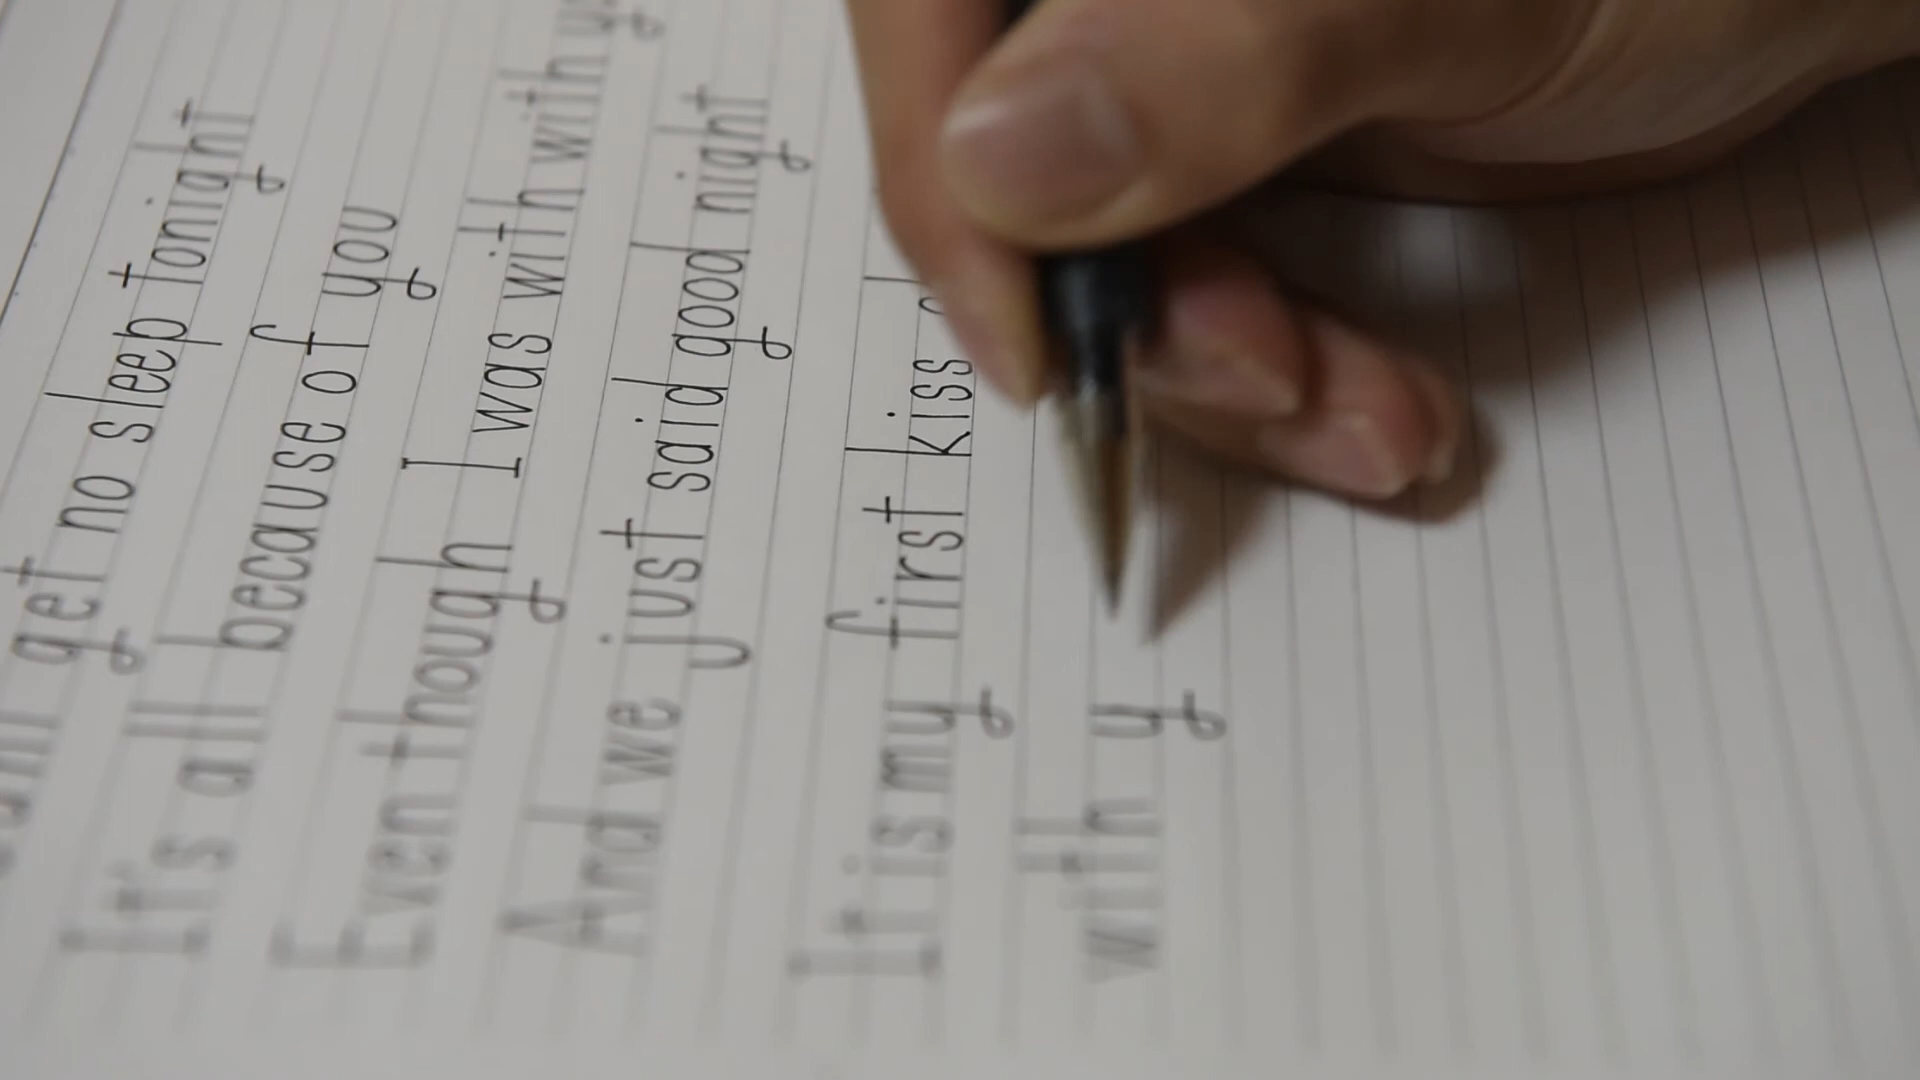 get no sleep tonight
It's all because of you
Even though I was with with y
And we just said good night
It is my first kiss
with y